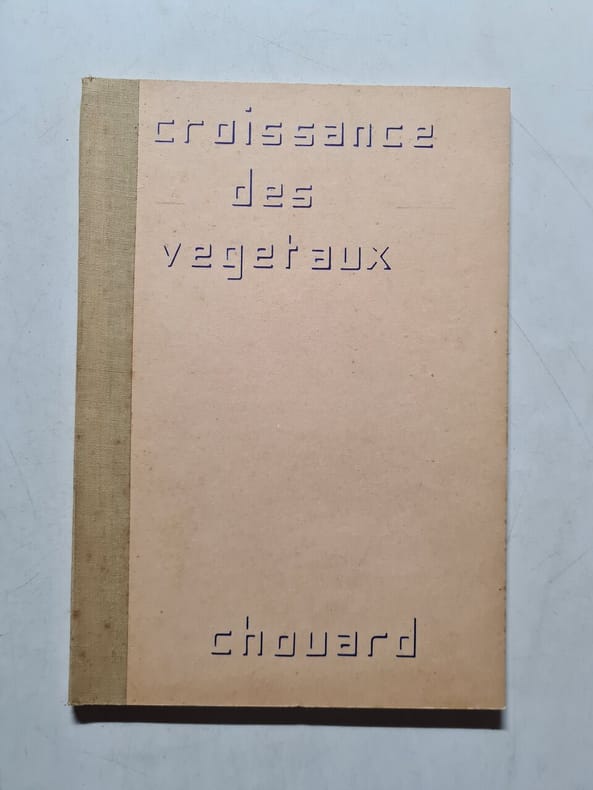 croissance
des
vegetaux
chouard